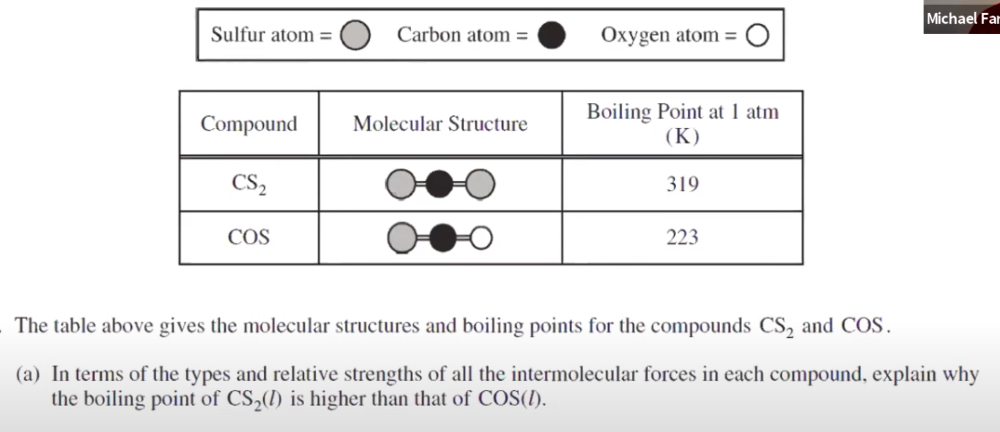 Michael Far
Sulfur atom = Carbon atom = Oxygen atom =
Compound Molecular Structure Boiling Point at 1 atm
(K)
CS₂ 319
COS 223
The table above gives the molecular structures and boiling points for the compounds CS₂ and COS.
(a) In terms of the types and relative strengths of all the intermolecular forces in each compound, explain why
the boiling point of CS₂(l) is higher than that of COS(l).